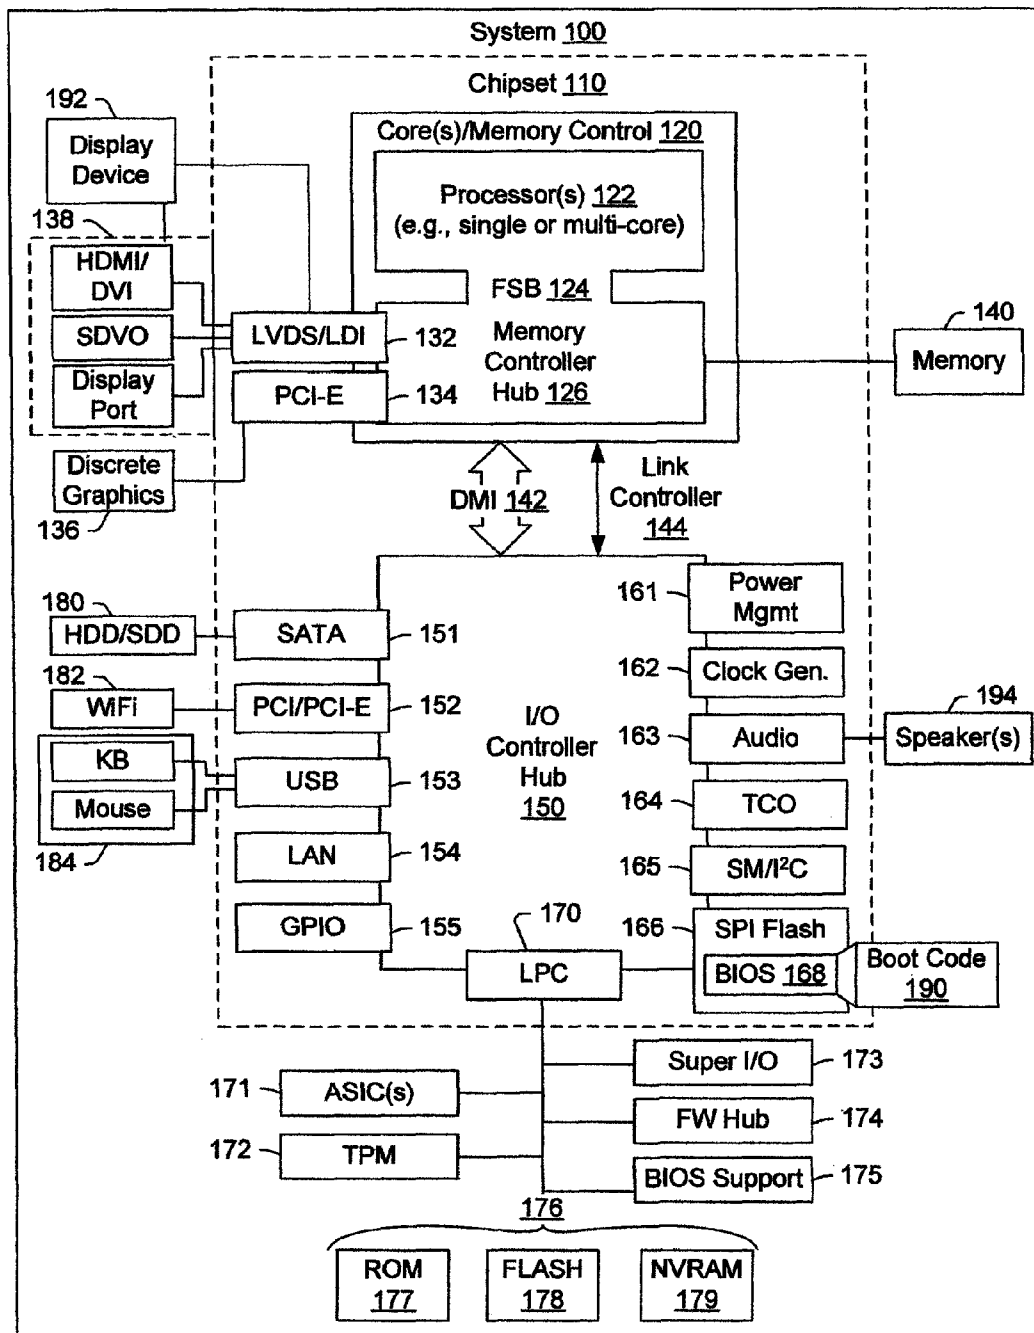 System 100
Chipset 110
192
Display
Device
Core(s)/Memory Control 120
Processor(s) 122
(e.g., single or multi-core)
138
HDMI/
DVI
SDVO
Display
Port
FSB 124
LVDS/LDI
132
Memory
Controller
Hub 126
PCI-E
134
140
Memory
Discrete
Graphics
136
DMI 142
Link
Controller
144
180
HDD/SDD
SATA
151
182
WiFi
PCI/PCI-E
152
KB
Mouse
184
USB
153
LAN
154
GPIO
155
I/O
Controller
Hub
150
161
Power
Mgmt
162
Clock Gen.
163
Audio
194
Speaker(s)
164
TCO
165
SM/I²C
166
SPI Flash
BIOS 168
Boot Code
190
170
LPC
171
ASIC(s)
172
TPM
Super I/O
173
FW Hub
174
BIOS Support
175
176
ROM
177
FLASH
178
NVRAM
179